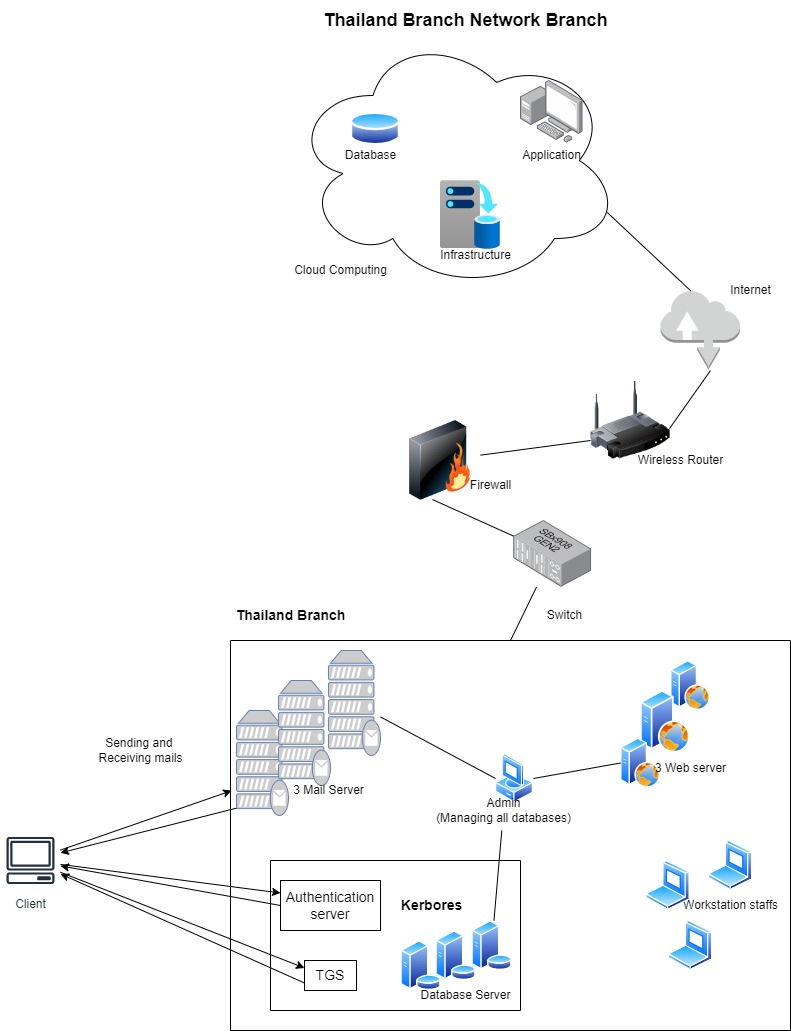 Thailand Branch Network Branch
Database
Application
Infrastructure
Cloud Computing
Internet
Wireless Router
Firewall
SBx908
GEN2
Switch
Thailand Branch
Sending and
Receiving mails
3 Mail Server
3 Web server
Admin
(Managing all databases)
Client
Authentication
server
Kerbores
Workstation staffs
TGS
Database Server